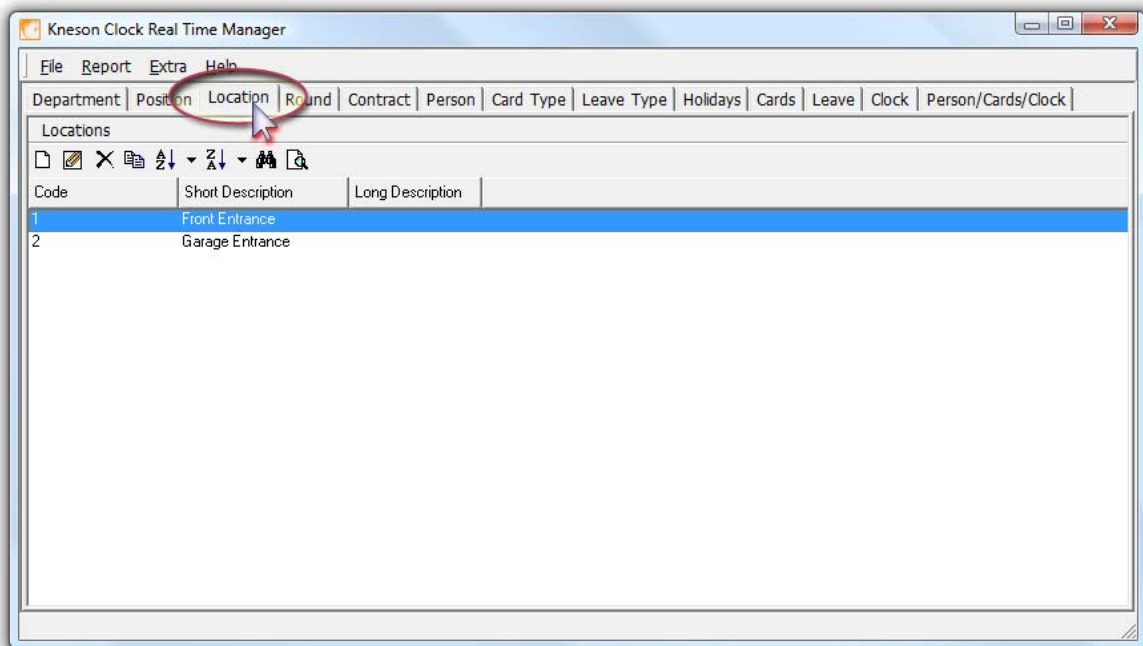 Kneson Clock Real Time Manager
File Report Extra Help
Department Position Location Round Contract Person Card Type Leave Type Holidays Cards Leave Clock Person/Cards/Clock
Locations
Code Short Description Long Description
1 Front Entrance
2 Garage Entrance